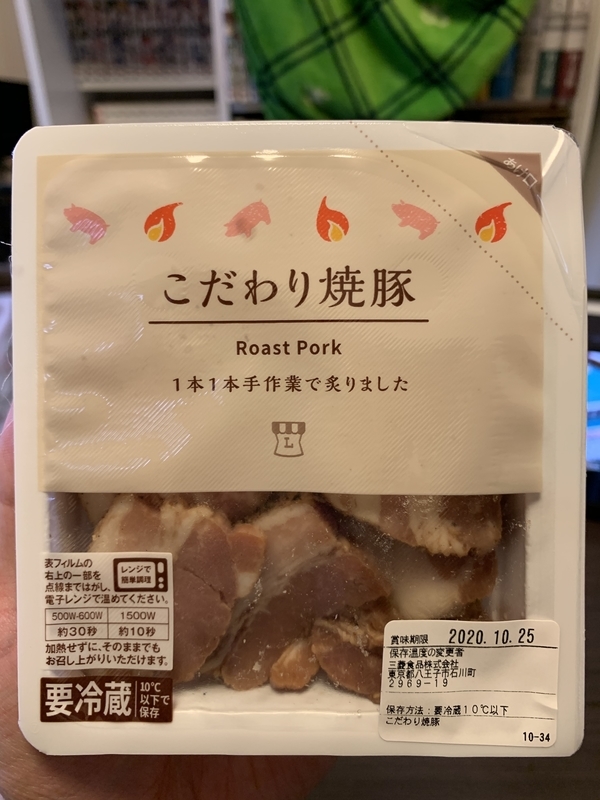 あけ口
こだわり焼豚
Roast Pork
1本1本手作業で炙りました
L
表フィルムの
右上の一部を
点線まではがし、
電子レンジで温めてください。
レンジで
簡単調理
500W-600W 1500W
約30秒 約10秒
加熱せずに、そのままでも
お召し上がりいただけます。
要冷蔵
10℃
以下で
保存
賞味期限 2020.10.25
保存温度の変更者
三菱食品株式会社
東京都八王子市石川町
2969-19
保存方法:要冷蔵10℃以下
こだわり焼豚
10-34